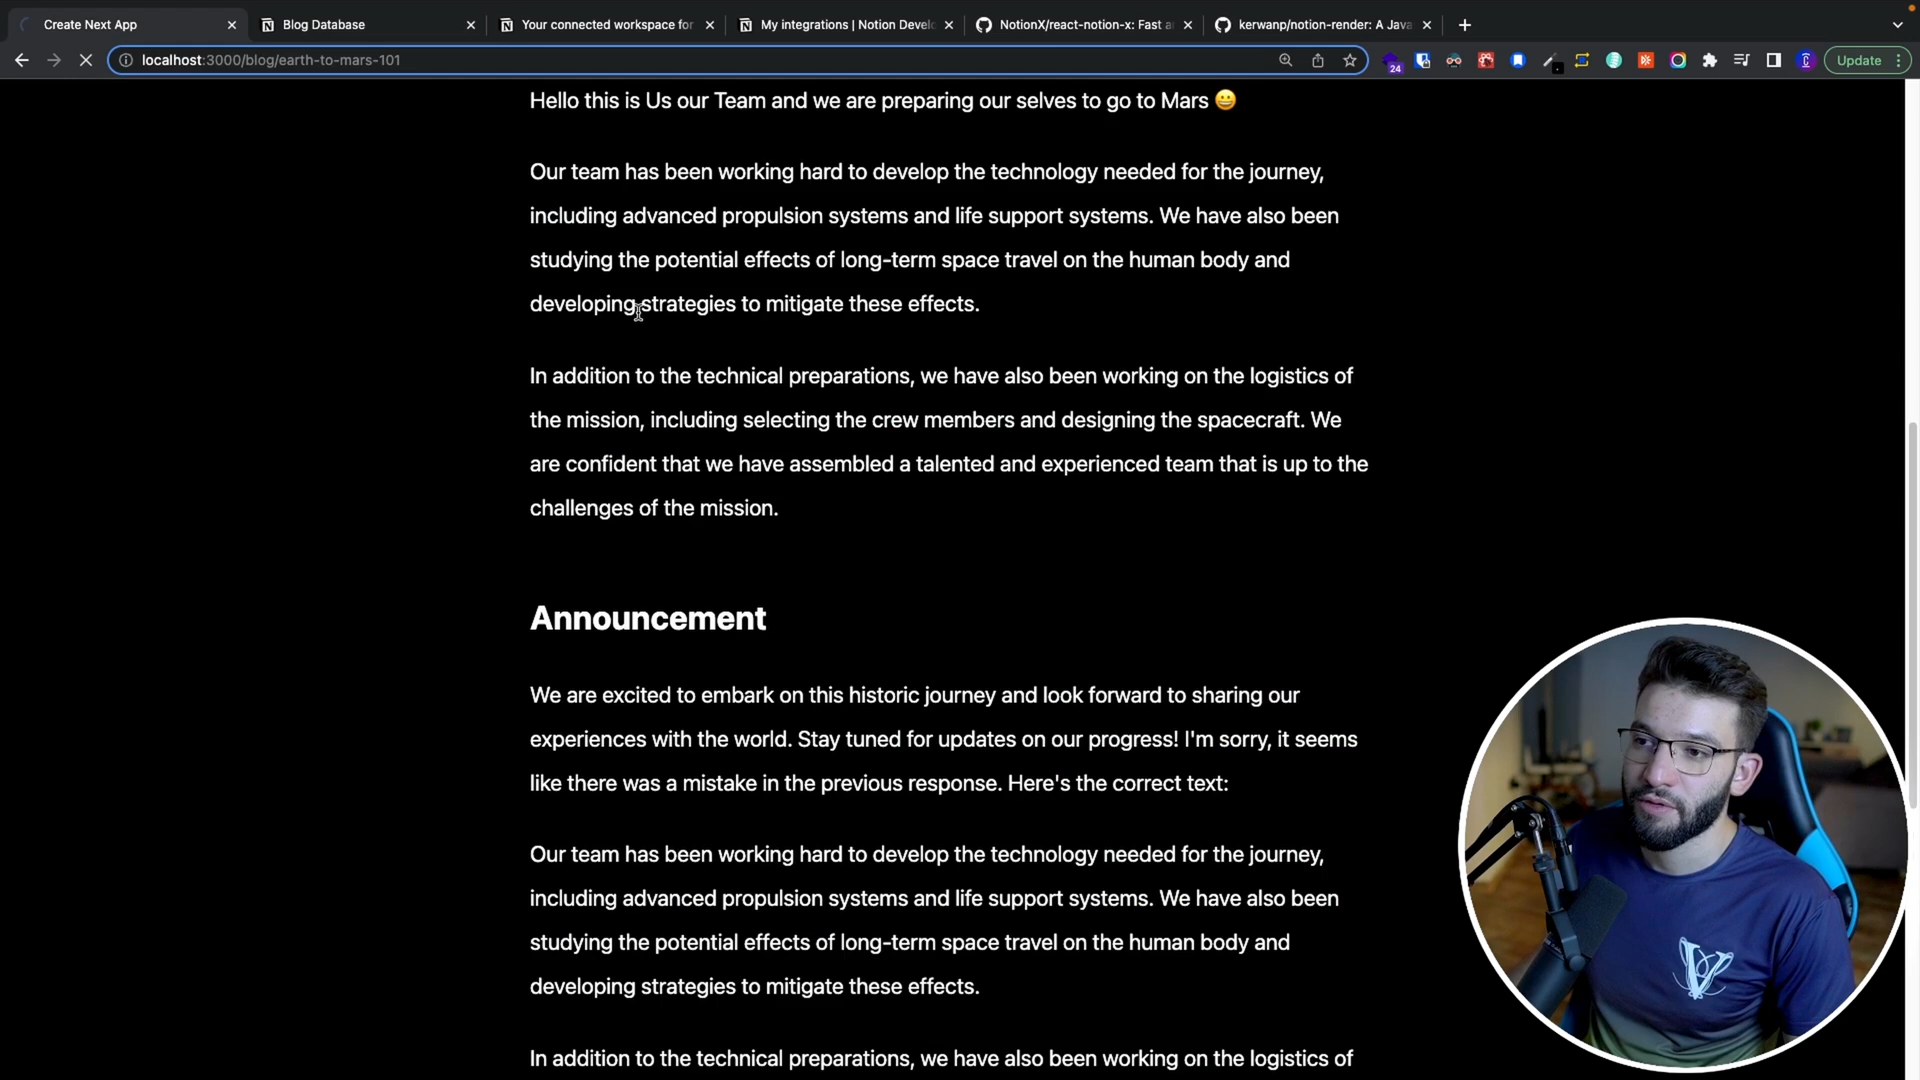 Create Next App
Blog Database
Your connected workspace for
My integrations | Notion Devel
NotionX/react-notion-x: Fast a
kerwanp/notion-render: A Java
localhost:3000/blog/earth-to-mars-101
24
Update
Hello this is Us our Team and we are preparing our selves to go to Mars 😀
Our team has been working hard to develop the technology needed for the journey,
including advanced propulsion systems and life support systems. We have also been
studying the potential effects of long-term space travel on the human body and
developing strategies to mitigate these effects.
In addition to the technical preparations, we have also been working on the logistics of
the mission, including selecting the crew members and designing the spacecraft. We
are confident that we have assembled a talented and experienced team that is up to the
challenges of the mission.
Announcement
We are excited to embark on this historic journey and look forward to sharing our
experiences with the world. Stay tuned for updates on our progress! I'm sorry, it seems
like there was a mistake in the previous response. Here's the correct text:
Our team has been working hard to develop the technology needed for the journey,
including advanced propulsion systems and life support systems. We have also been
studying the potential effects of long-term space travel on the human body and
developing strategies to mitigate these effects.
In addition to the technical preparations, we have also been working on the logistics of